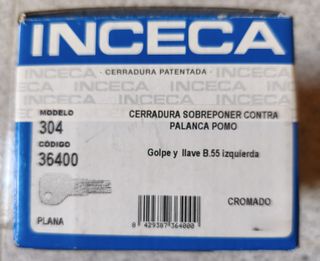 INCECA
CERRADURA PATENTADA
INCECA INCECA INCECA INCECA INCECA
MODELO
304
CÓDIGO
36400
CERRADURA SOBREPONER CONTRA
PALANCA POMO
Golpe y llave B.55 izquierda
PLANA
8 429387 364000
CROMADO